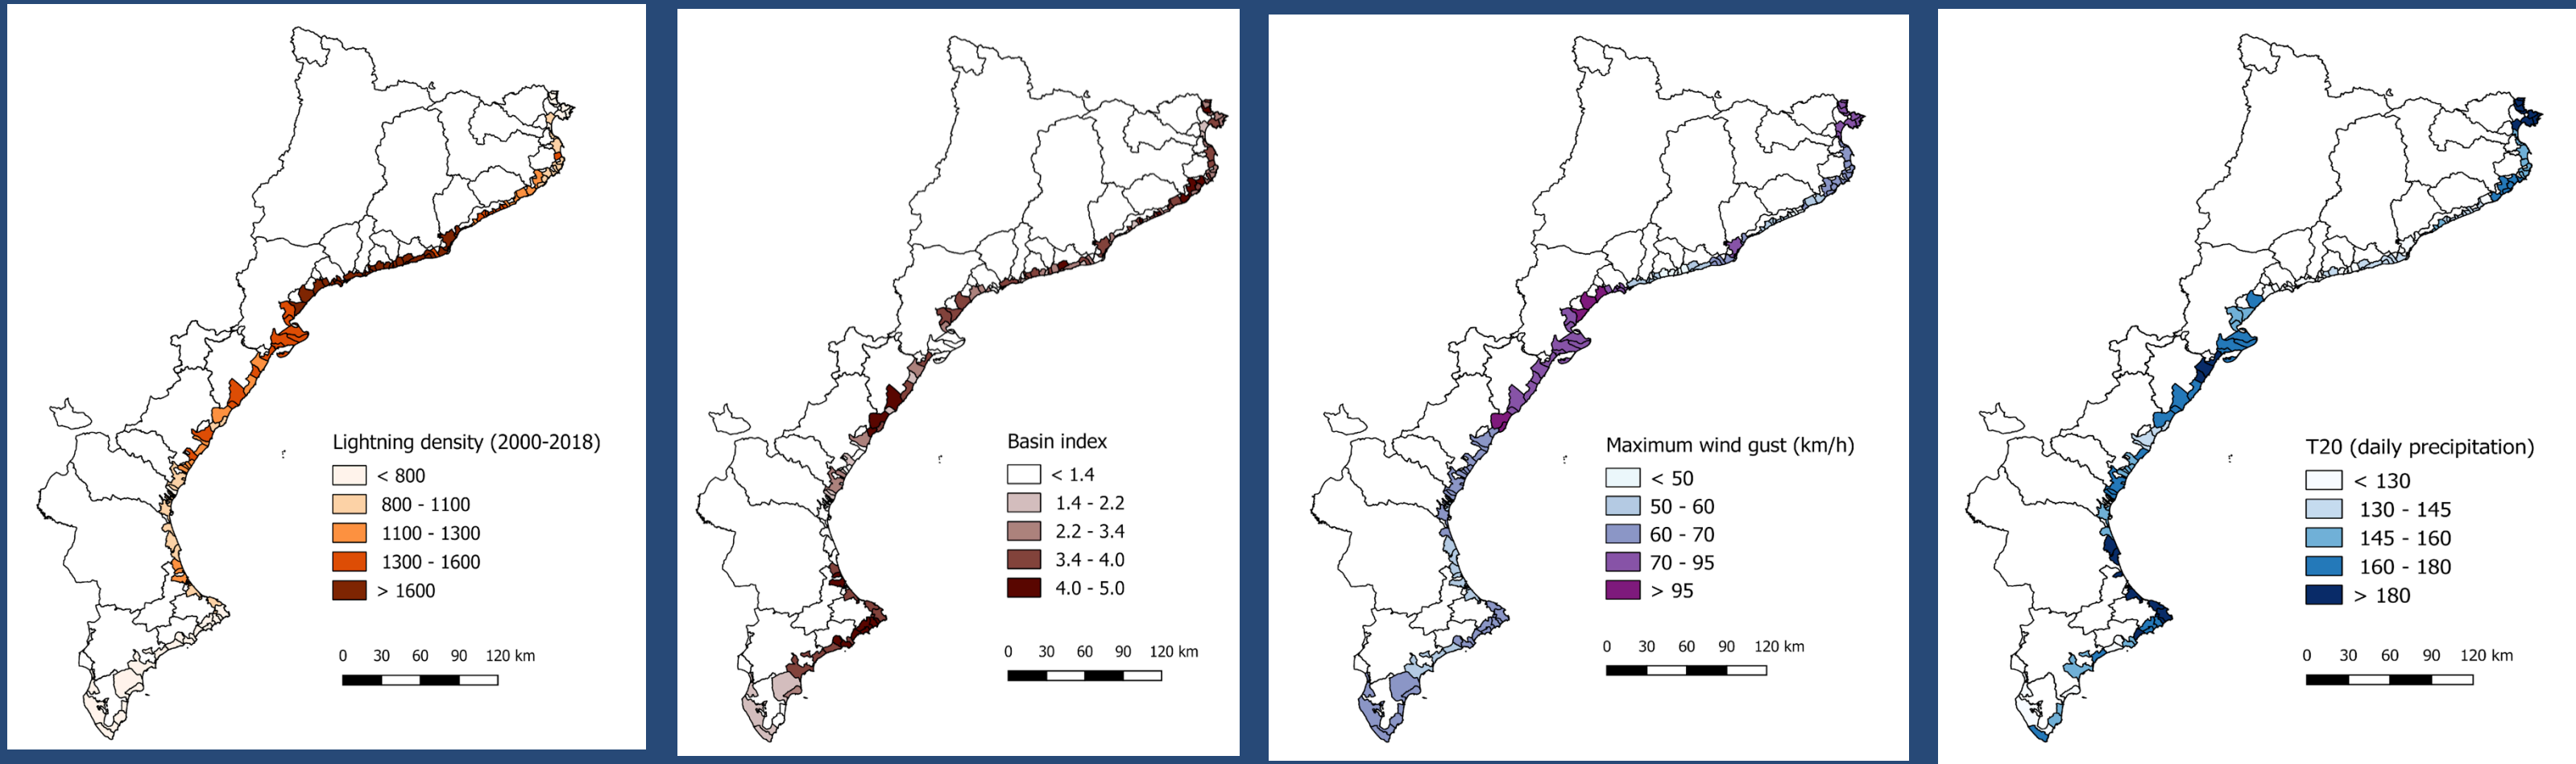 Lightning density (2000-2018)
< 800
800 - 1100
1100 - 1300
1300 - 1600
> 1600
0 30 60 90 120 km
Basin index
< 1.4
1.4 - 2.2
2.2 - 3.4
3.4 - 4.0
4.0 - 5.0
0 30 60 90 120 km
Maximum wind gust (km/h)
< 50
50 - 60
60 - 70
70 - 95
> 95
0 30 60 90 120 km
T20 (daily precipitation)
< 130
130 - 145
145 - 160
160 - 180
> 180
0 30 60 90 120 km